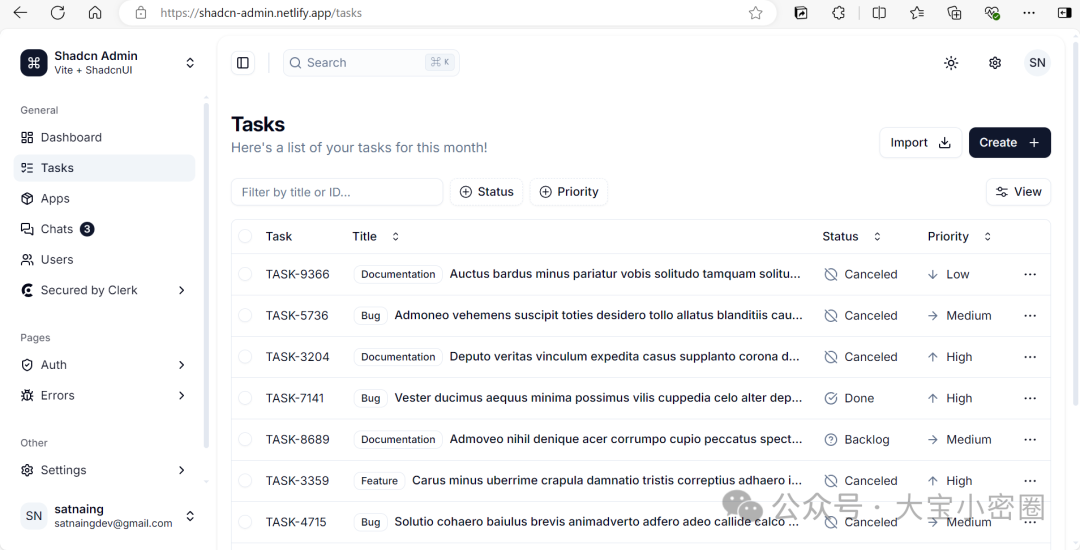 https://shadcn-admin.netlify.app/tasks
Shadcn Admin
Vite + ShadcnUI
Search
⌘ K
SN
General
Dashboard
Tasks
Apps
Chats 3
Users
Secured by Clerk
Pages
Auth
Errors
Other
Settings
SN
satnaing
satnaingdev@gmail.com
Tasks
Here's a list of your tasks for this month!
Import
Create +
Filter by title or ID...
Status
Priority
View
Task Title Status Priority
TASK-9366 Documentation Auctus bardus minus pariatur vobis solitudo tamquam solitu... Canceled Low ...
TASK-5736 Bug Admoneo vehemens suscipit toties desidero tollo allatus blanditiis cau... Canceled Medium ...
TASK-3204 Documentation Deputo veritas vinculum expedita casus supplanto corona d... Canceled High ...
TASK-7141 Bug Vester ducimus aequus minima possimus vilis cuppedia celo alter dep... Done High ...
TASK-8689 Documentation Admoveo nihil denique acer corrumpo cupio peccatus spect... Backlog Medium ...
TASK-3359 Feature Carus minus uberrime crapula damnatio tristis correptius adhaero i... Canceled High ...
TASK-4715 Bug Solutio cohaero baiulus brevis animadverto adfero adeo callide calco ... Canceled Medium ...
公众号 · 大宝小密圈